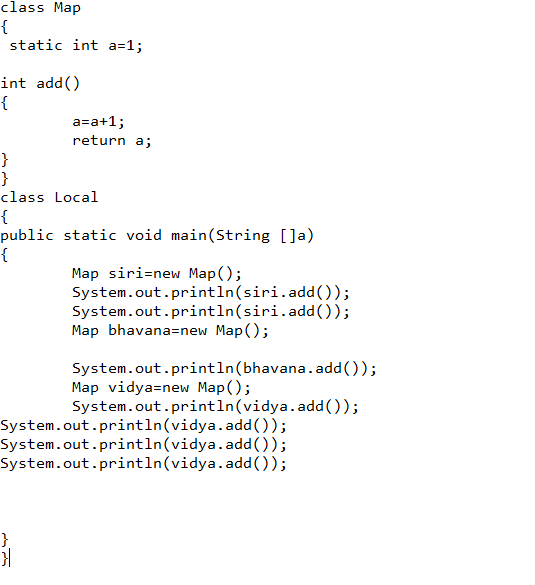 class Map
{
 static int a=1;

int add()
{
        a=a+1;
        return a;
}
}
class Local
{
public static void main(String []a)
{
        Map siri=new Map();
        System.out.println(siri.add());
        System.out.println(siri.add());
        Map bhavana=new Map();

        System.out.println(bhavana.add());
        Map vidya=new Map();
        System.out.println(vidya.add());
System.out.println(vidya.add());
System.out.println(vidya.add());
System.out.println(vidya.add());



}
}